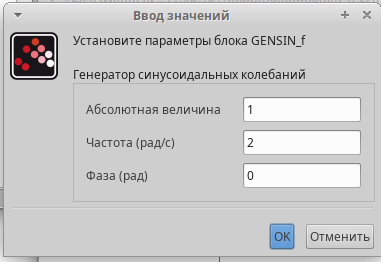 Ввод значений
Установите параметры блока GENSIN_f
Генератор синусоидальных колебаний
Абсолютная величина 1
Частота (рад/с) 2
Фаза (рад) 0
OK Отменить